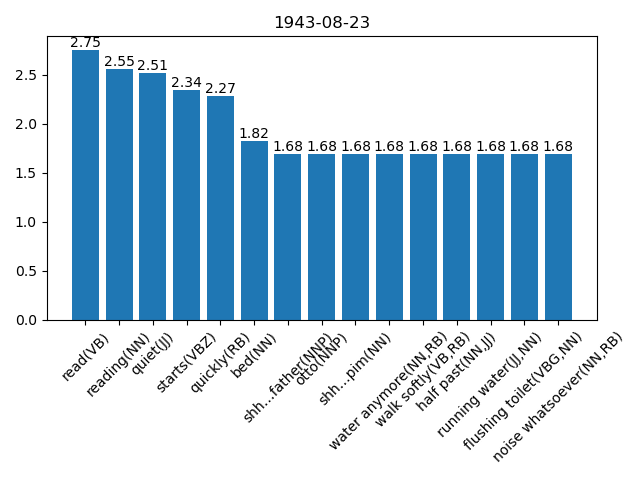 1943-08-23
2.75
2.55
2.51
2.34
2.27
1.82
1.68
1.68
1.68
1.68
1.68
1.68
1.68
1.68
1.68
2.5
2.0
1.5
1.0
0.5
0.0
read(VB)
reading(NN)
quiet(JJ)
starts(VBZ)
quickly(RB)
bed(NN)
shh...father(NNP)
otto(NNP)
shh...pim(NN)
water anymore(NN,RB)
walk softly(VB,RB)
half past(NN,JJ)
running water(JJ,NN)
flushing toilet(VBG,NN)
noise whatsoever(NN,RB)